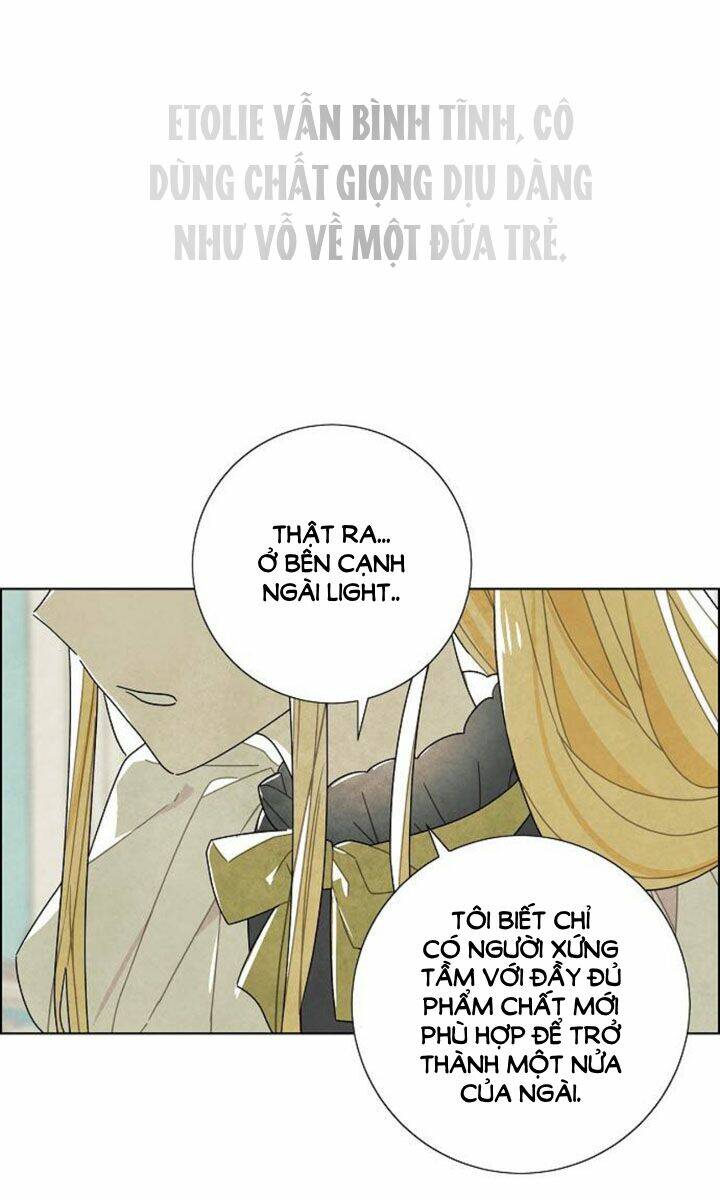 ETOLIE VẪN BÌNH TĨNH, CÔ
DÙNG CHẤT GIỌNG DỊU DÀNG
NHƯ VỖ VỀ MỘT ĐỨA TRẺ.
THẬT RA...
Ở BÊN CẠNH
NGÀI LIGHT..
TÔI BIẾT CHỈ
CÓ NGƯỜI XỨNG
TẦM VỚI ĐẦY ĐỦ
PHẨM CHẤT MỚI
PHÙ HỢP ĐỂ TRỞ
THÀNH MỘT NỬA
CỦA NGÀI.